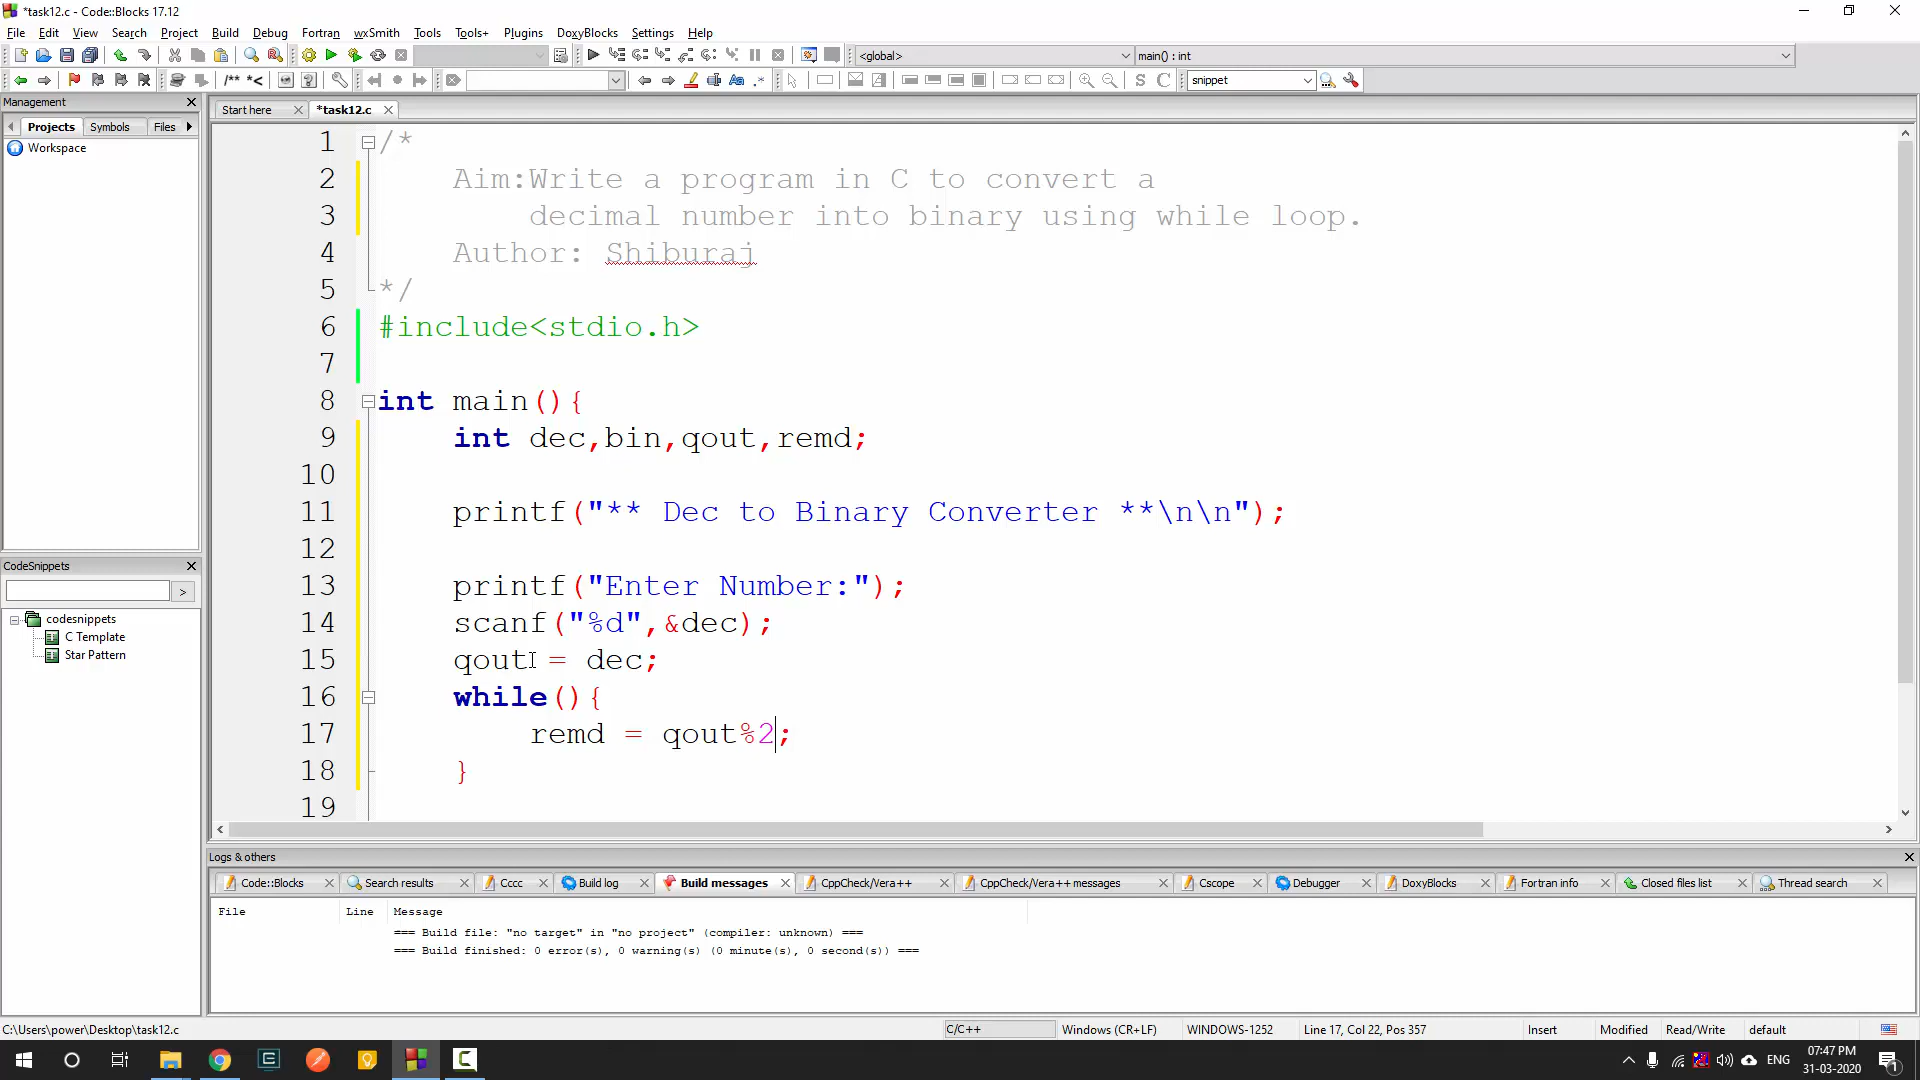 *task12.c - Code::Blocks 17.12
File Edit View Search Project Build Debug Fortran wxSmith Tools Tools+ Plugins DoxyBlocks Settings Help
<global> main() : int
/** *< snippet
Management
Projects Symbols Files
Workspace
CodeSnippets
>
codesnippets
C Template
Star Pattern
Start here *task12.c
1 /*
2 Aim:Write a program in C to convert a
3 decimal number into binary using while loop.
4 Author: Shiburaj
5 */
6 #include<stdio.h>
7
8 int main(){
9 int dec,bin,qout,remd;
10
11 printf("** Dec to Binary Converter **\n\n");
12
13 printf("Enter Number:");
14 scanf("%d",&dec);
15 qout = dec;
16 while(){
17 remd = qout%2;
18 }
19
Logs & others
Code::Blocks Search results Cccc Build log Build messages CppCheck/Vera++ CppCheck/Vera++ messages Cscope Debugger DoxyBlocks Fortran info Closed files list Thread search
File Line Message
=== Build file: "no target" in "no project" (compiler: unknown) ===
=== Build finished: 0 error(s), 0 warning(s) (0 minute(s), 0 second(s)) ===
C:\Users\power\Desktop\task12.c C/C++ Windows (CR+LF) WINDOWS-1252 Line 17, Col 22, Pos 357 Insert Modified Read/Write default
ENG
07:47 PM
31-03-2020
1